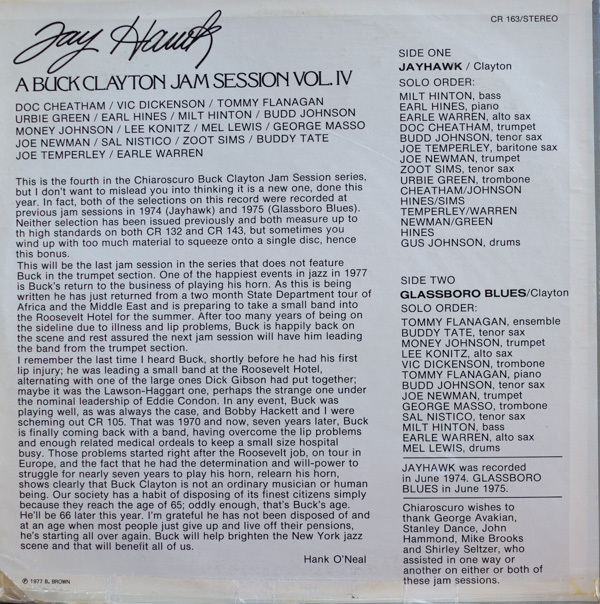 CR 163/STEREO
Jay Hawk
A BUCK CLAYTON JAM SESSION VOL. IV
DOC CHEATHAM / VIC DICKENSON / TOMMY FLANAGAN
URBIE GREEN / EARL HINES / MILT HINTON / BUDD JOHNSON
MONEY JOHNSON / LEE KONITZ / MEL LEWIS / GEORGE MASSO
JOE NEWMAN / SAL NISTICO / ZOOT SIMS / BUDDY TATE
JOE TEMPERLEY / EARLE WARREN
This is the fourth in the Chiaroscuro Buck Clayton Jam Session series,
but I don't want to mislead you into thinking it is a new one, done this
year. In fact, both of the selections on this record were recorded at
previous jam sessions in 1974 (Jayhawk) and 1975 (Glassboro Blues).
Neither selection has been issued previously and both measure up to
th high standards on both CR 132 and CR 143, but sometimes you
wind up with too much material to squeeze onto a single disc, hence
this bonus.
This will be the last jam session in the series that does not feature
Buck in the trumpet section. One of the happiest events in jazz in 1977
is Buck's return to the business of playing his horn. As this is being
written he has just returned from a two month State Department tour of
Africa and the Middle East and is preparing to take a small band into
the Roosevelt Hotel for the summer. After too many years of being on
the sideline due to illness and lip problems, Buck is happily back on
the scene and rest assured the next jam session will have him leading
the band from the trumpet section.
I remember the last time I heard Buck, shortly before he had his first
lip injury; he was leading a small band at the Roosevelt Hotel,
alternating with one of the large ones Dick Gibson had put together;
maybe it was the Lawson-Haggart one, perhaps the strange one under
the nominal leadership of Eddie Condon. In any event, Buck was
playing well, as was always the case, and Bobby Hackett and I were
scheming out CR 105. That was 1970 and now, seven years later, Buck
is finally coming back with a band, having overcome the lip problems
and enough related medical ordeals to keep a small size hospital
busy. Those problems started right after the Roosevelt job, on tour in
Europe, and the fact that he had the determination and will-power to
struggle for nearly seven years to play his horn, relearn his horn,
shows clearly that Buck Clayton is not an ordinary musician or human
being. Our society has a habit of disposing of its finest citizens simply
because they reach the age of 65; oddly enough, that's Buck's age.
He'll be 66 later this year. I'm grateful he has not been disposed of and
at an age when most people just give up and live off their pensions,
he's starting all over again. Buck will help brighten the New York jazz
scene and that will benefit all of us.
Hank O'Neal
℗ 1977 B. BROWN
SIDE ONE
JAYHAWK / Clayton
SOLO ORDER:
MILT HINTON, bass
EARL HINES, piano
EARLE WARREN, alto sax
DOC CHEATHAM, trumpet
BUDD JOHNSON, tenor sax
JOE TEMPERLEY, baritone sax
JOE NEWMAN, trumpet
ZOOT SIMS, tenor sax
URBIE GREEN, trombone
CHEATHAM/JOHNSON
HINES/SIMS
TEMPERLEY/WARREN
NEWMAN/GREEN
HINES
GUS JOHNSON, drums
SIDE TWO
GLASSBORO BLUES/Clayton
SOLO ORDER:
TOMMY FLANAGAN, ensemble
BUDDY TATE, tenor sax
MONEY JOHNSON, trumpet
LEE KONITZ, alto sax
VIC DICKENSON, trombone
TOMMY FLANAGAN, piano
BUDD JOHNSON, tenor sax
JOE NEWMAN, trumpet
GEORGE MASSO, trombone
SAL NISTICO, tenor sax
MILT HINTON, bass
EARLE WARREN, alto sax
MEL LEWIS, drums
JAYHAWK was recorded
in June 1974. GLASSBORO
BLUES in June 1975.
Chiaroscuro wishes to
thank George Avakian,
Stanley Dance, John
Hammond, Mike Brooks
and Shirley Seltzer, who
assisted in one way or
another on either or both of
these jam sessions.